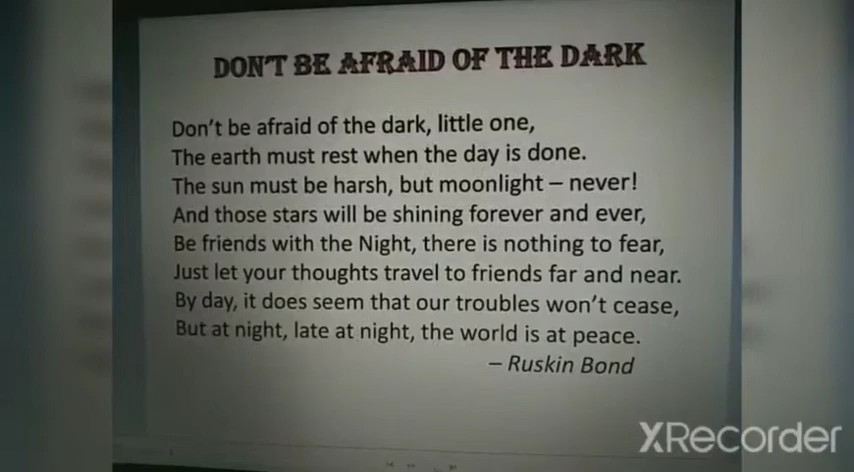 DON'T BE AFRAID OF THE DARK
Don't be afraid of the dark, little one,
The earth must rest when the day is done.
The sun must be harsh, but moonlight – never!
And those stars will be shining forever and ever,
Be friends with the Night, there is nothing to fear,
Just let your thoughts travel to friends far and near.
By day, it does seem that our troubles won't cease,
But at night, late at night, the world is at peace.
– Ruskin Bond
XRecorder